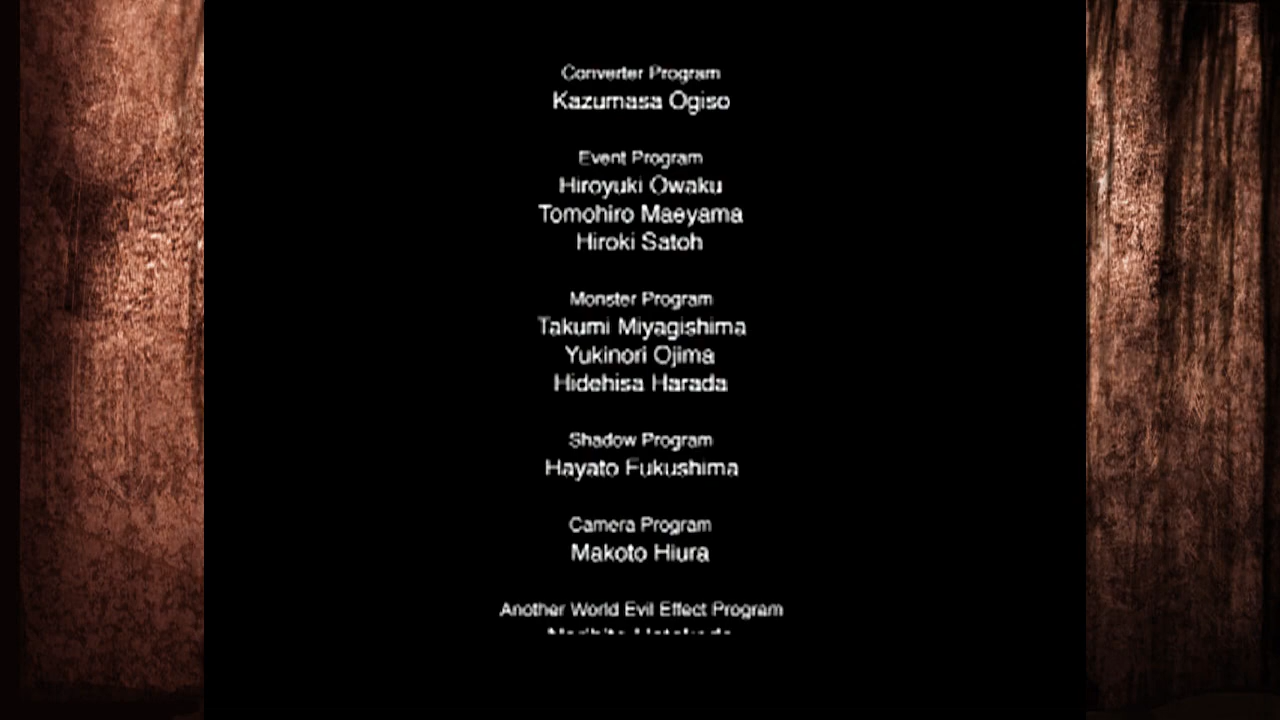 Converter Program
Kazumasa Ogiso
Event Program
Hiroyuki Owaku
Tomohiro Maeyama
Hiroki Satoh
Monster Program
Takumi Miyagishima
Yukinori Ojima
Hidehisa Harada
Shadow Program
Hayato Fukushima
Camera Program
Makoto Hiura
Another World Evil Effect Program